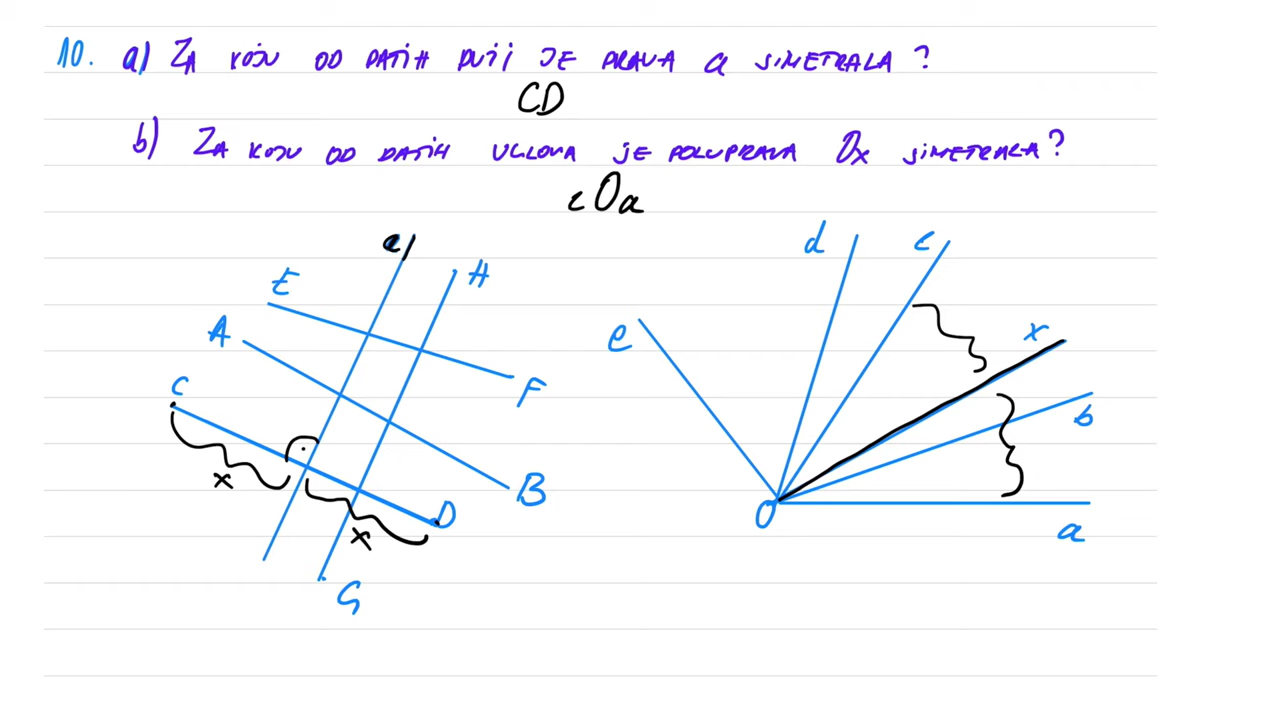 10. a) ZA KOJU OD DATIH DUŽI JE PRAVA a SIMETRALA?
CD
b) ZA KOJU OD DATIH UGLOVA JE POLUPRAVA Ox SIMETRALA?
cOa
a
d
c
H
E
A
e
x
C
F
b
x
B
D
O
x
a
G